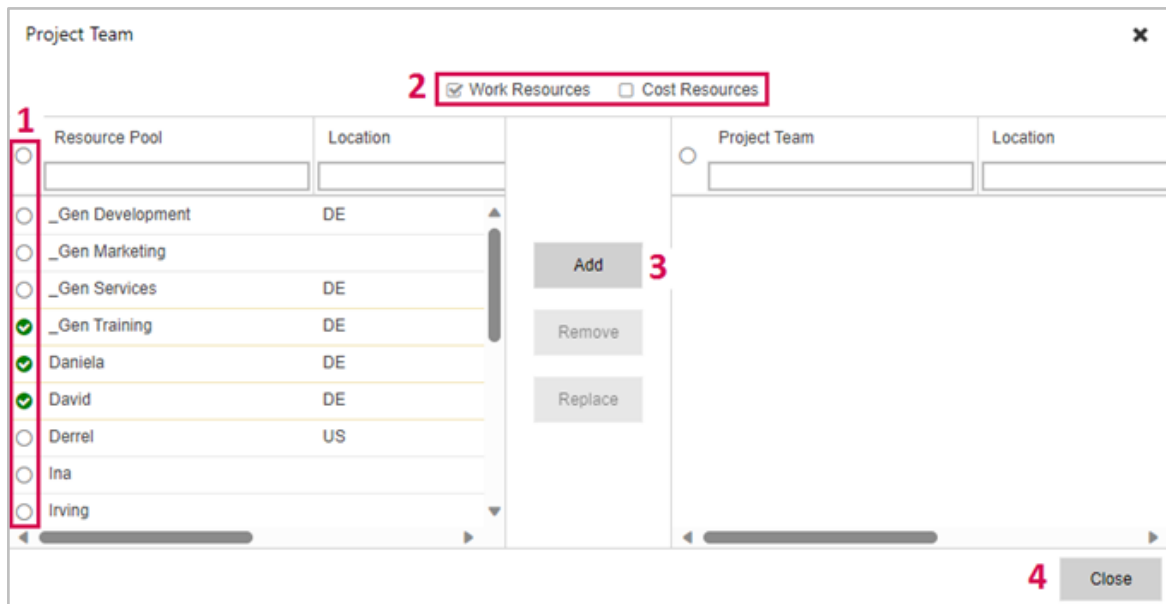 Project Team
2 Work Resources Cost Resources
1
Resource Pool Location
Project Team Location
_Gen Development DE
_Gen Marketing
_Gen Services DE
_Gen Training DE
Daniela DE
David DE
Derrel US
Ina
Irving
Add 3
Remove
Replace
4 Close